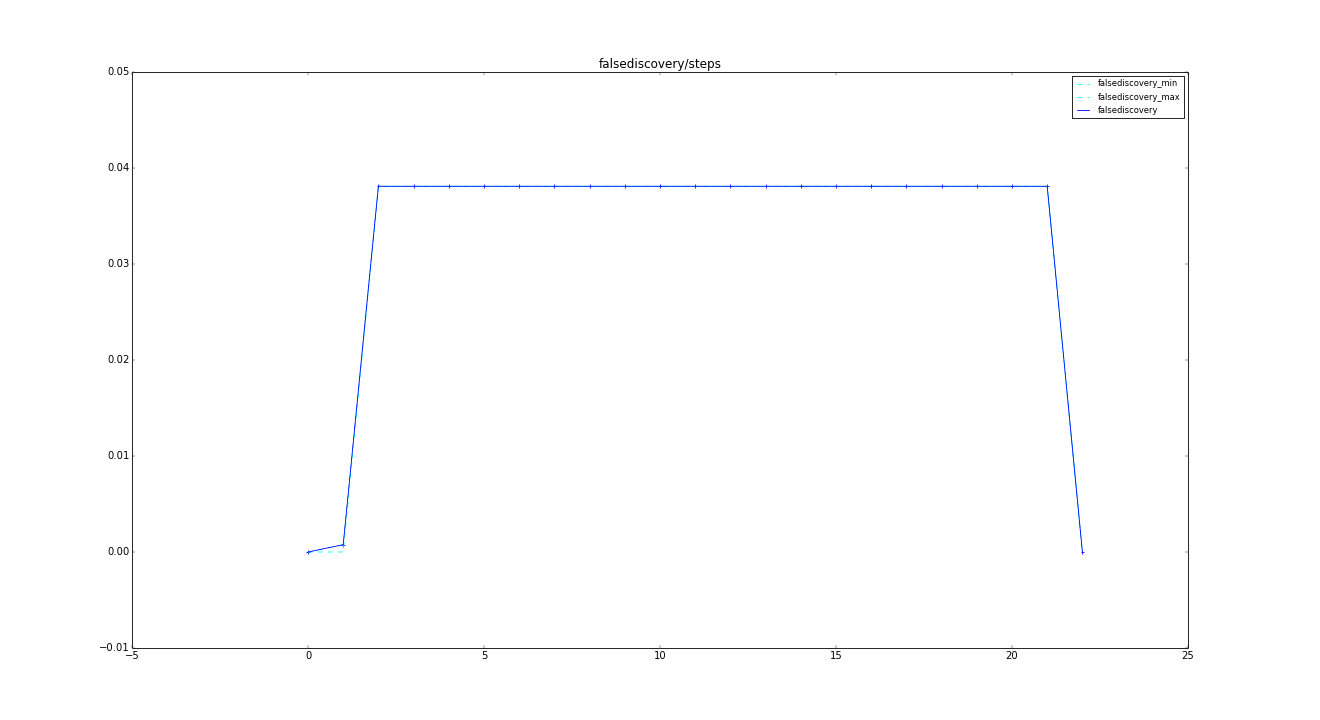 falsediscovery/steps
0.05
0.04
0.03
0.02
0.01
0.00
−0.01
−5 0 5 10 15 20 25
falsediscovery_min
falsediscovery_max
falsediscovery